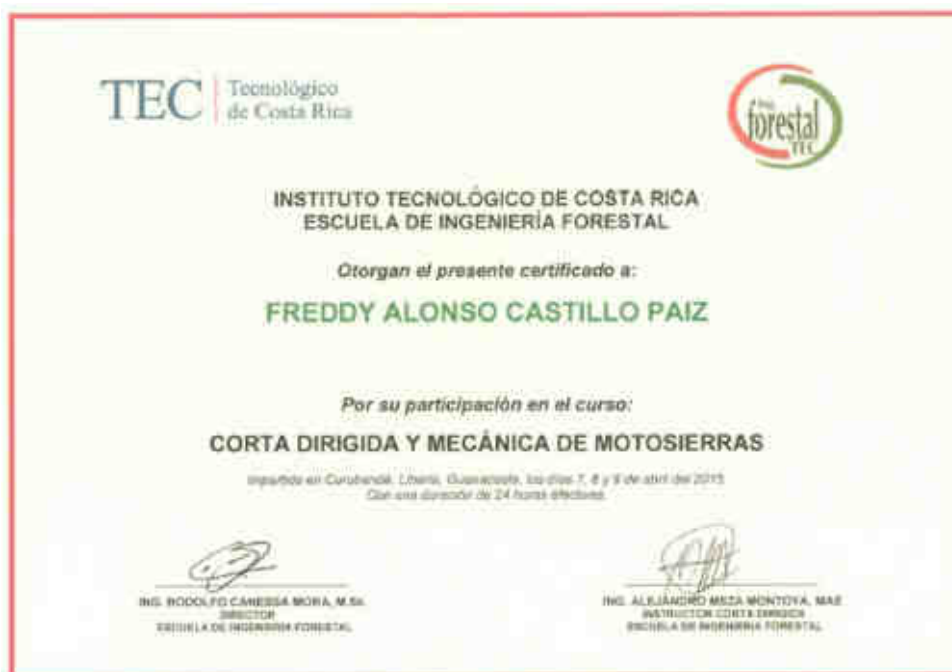 TEC
Tecnológico
de Costa Rica
Ing.
forestal
TEC
INSTITUTO TECNOLÓGICO DE COSTA RICA
ESCUELA DE INGENIERÍA FORESTAL
Otorgan el presente certificado a:
FREDDY ALONSO CASTILLO PAIZ
Por su participación en el curso:
CORTA DIRIGIDA Y MECÁNICA DE MOTOSIERRAS
Impartido en Curubandé, Liberia, Guanacaste, los días 7, 8 y 9 de abril del 2015
Con una duración de 24 horas efectivas.
ING. RODOLFO CANESSA MORA, M.Sc.
DIRECTOR
ESCUELA DE INGENIERIA FORESTAL
ING. ALEJANDRO MEZA MONTOYA, MAE
INSTRUCTOR CORTA DIRIGIDA
ESCUELA DE INGENIERIA FORESTAL